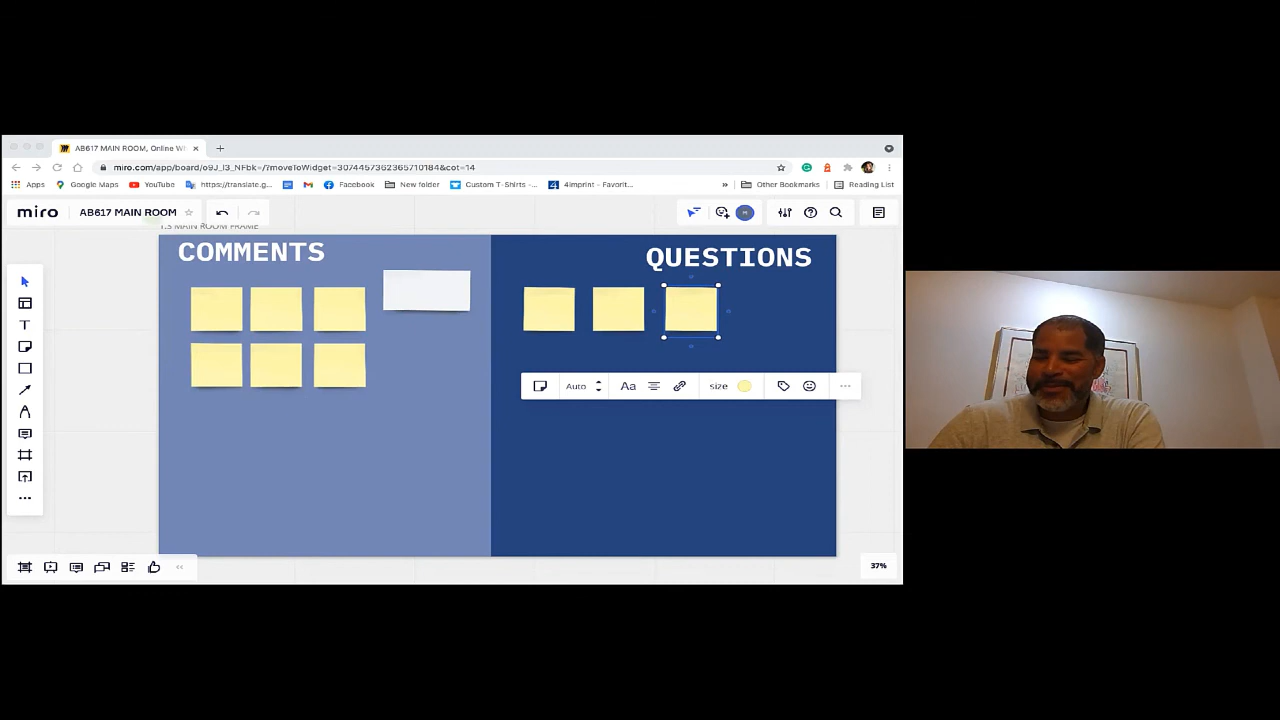 AB617 MAIN ROOM, Online Wh
miro.com/app/board/o9J_l3_NFbk=/?moveToWidget=3074457362365710184&cot=14
Apps Google Maps YouTube https://translate.g... Facebook New folder Custom T-Shirts -... 4imprint – Favorit... » Other Bookmarks Reading List
miro AB617 MAIN ROOM
1.3 MAIN ROOM FRAME
COMMENTS
QUESTIONS
Auto Aa size
37%